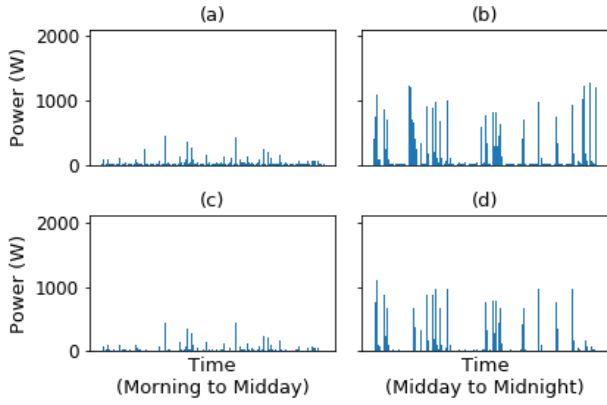 (a)
(b)
Power (W)
2000
1000
0
(c)
(d)
Power (W)
2000
1000
0
Time
(Morning to Midday)
Time
(Midday to Midnight)